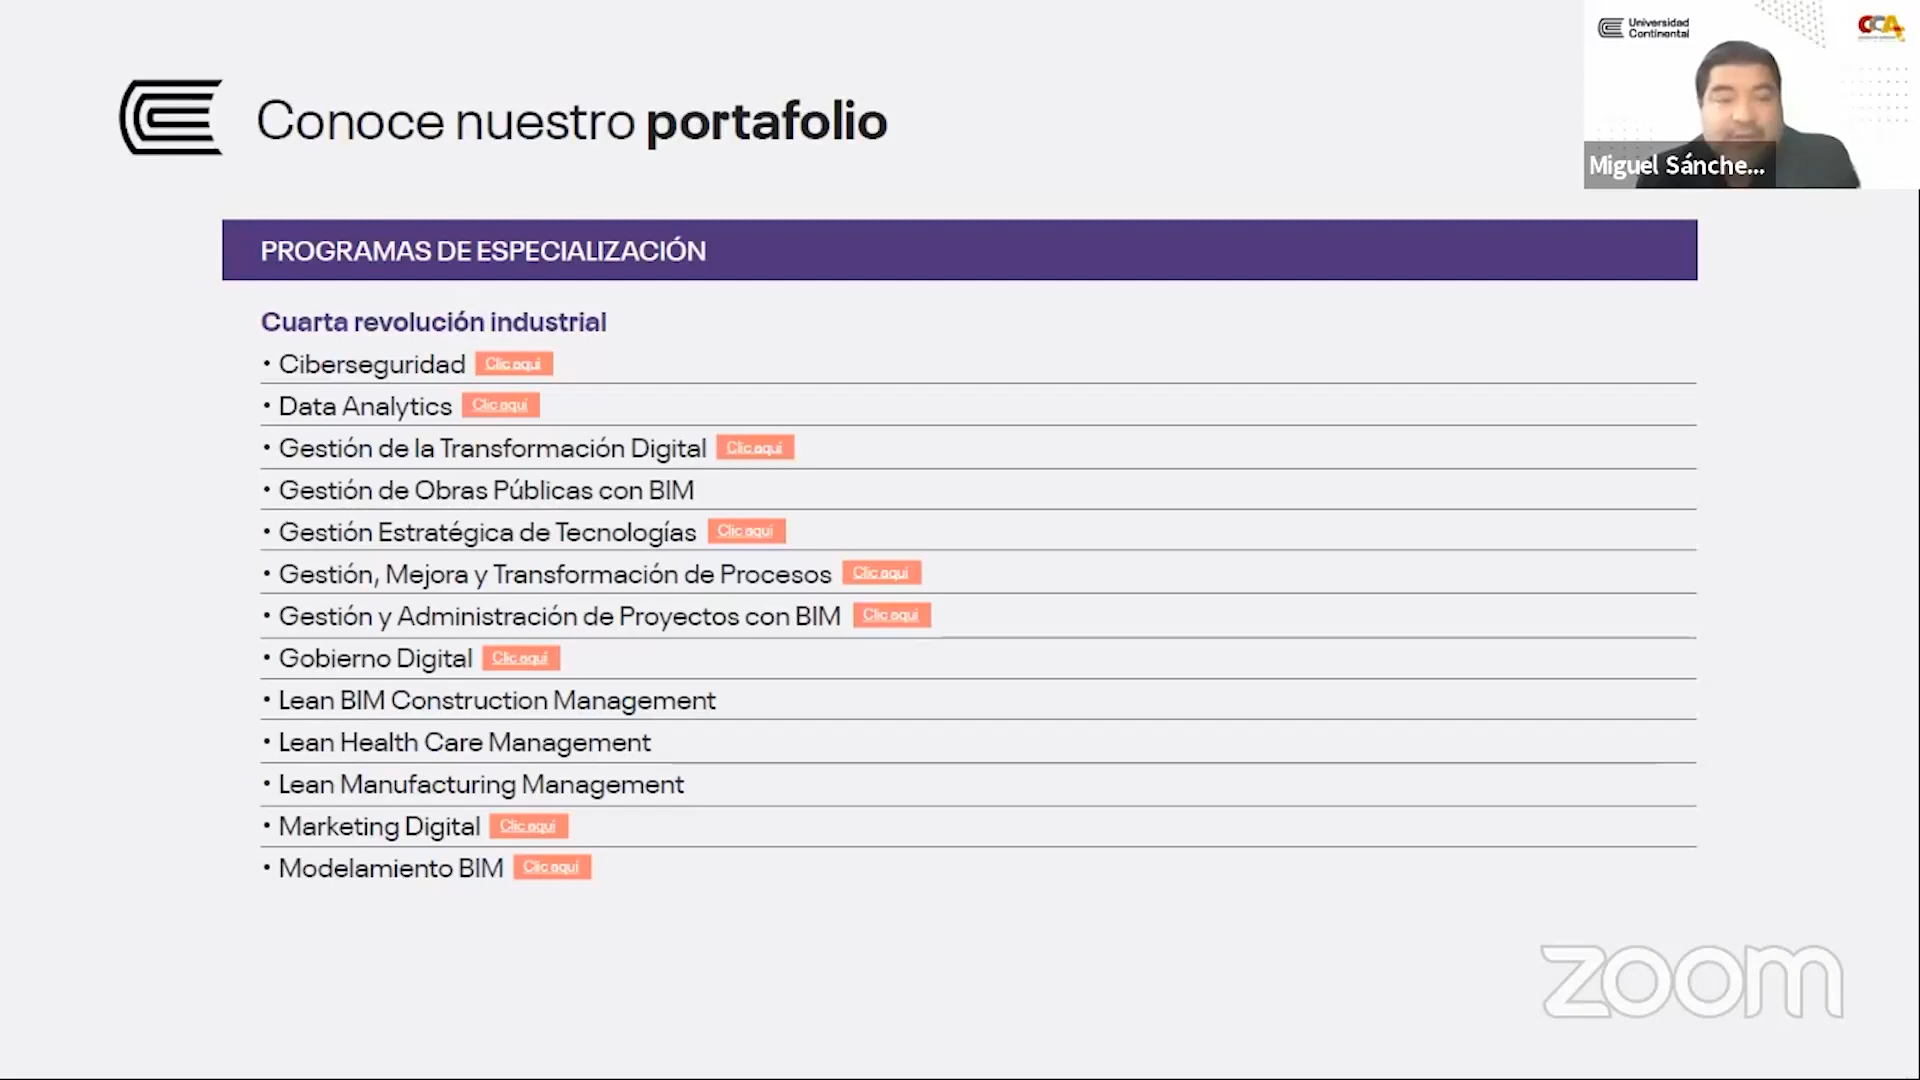 Universidad
Continental
CCA
Miguel Sánche...
Conoce nuestro portafolio
PROGRAMAS DE ESPECIALIZACIÓN
Cuarta revolución industrial
• Ciberseguridad Clic aquí
• Data Analytics Clic aquí
• Gestión de la Transformación Digital Clic aquí
• Gestión de Obras Públicas con BIM
• Gestión Estratégica de Tecnologías Clic aquí
• Gestión, Mejora y Transformación de Procesos Clic aquí
• Gestión y Administración de Proyectos con BIM Clic aquí
• Gobierno Digital Clic aquí
• Lean BIM Construction Management
• Lean Health Care Management
• Lean Manufacturing Management
• Marketing Digital Clic aquí
• Modelamiento BIM Clic aquí
zoom